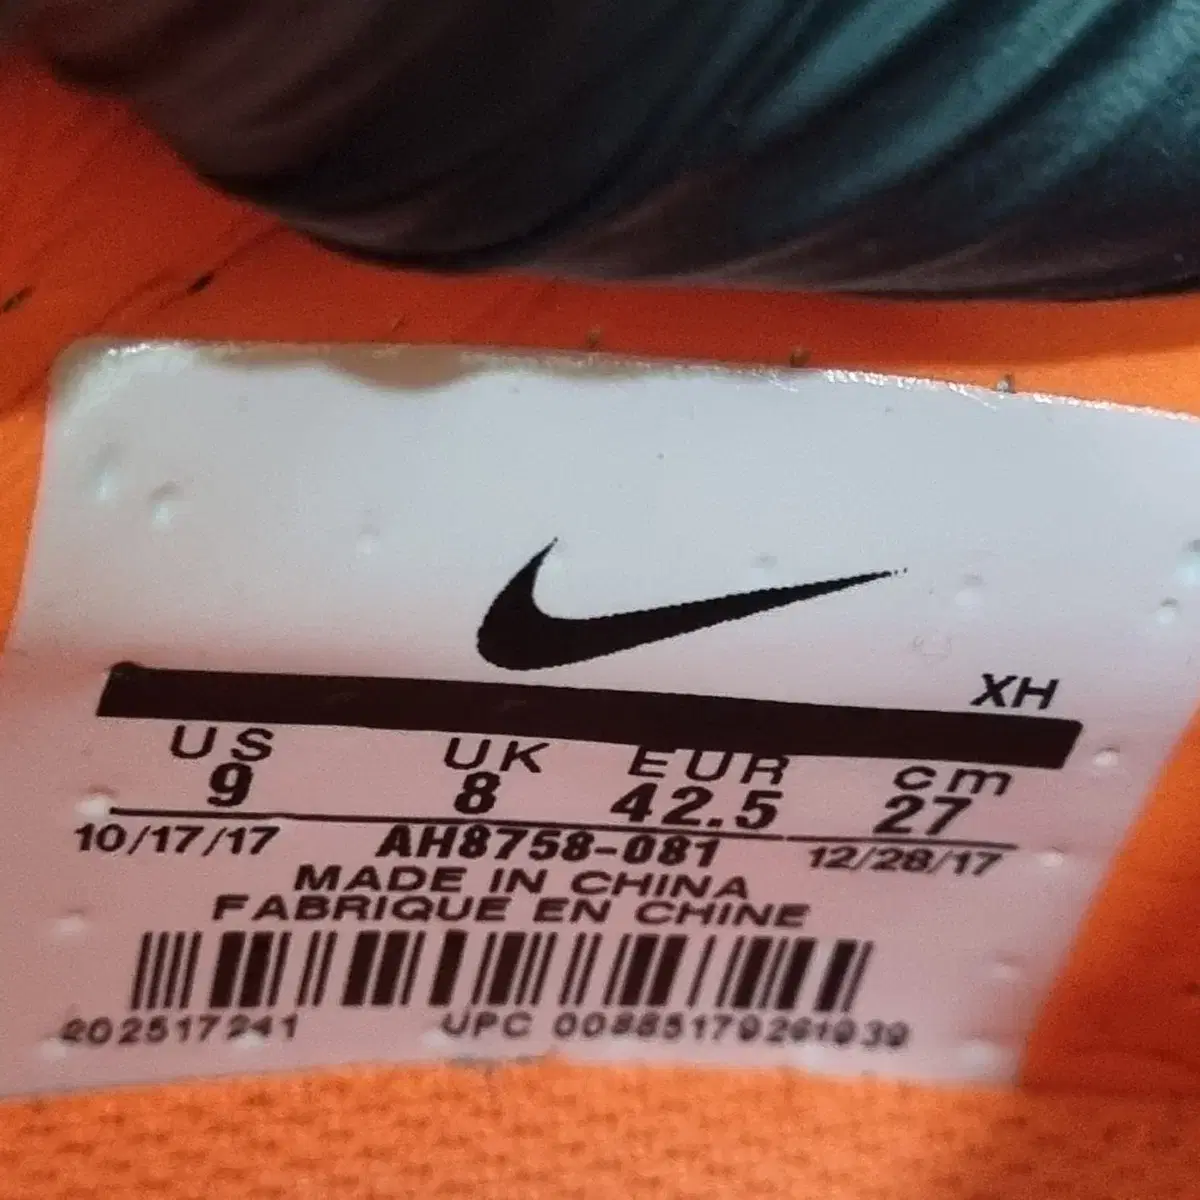 XH
US UK EUR cm
9 8 42.5 27
10/17/17 AH8758-081 12/28/17
MADE IN CHINA
FABRIQUE EN CHINE
202517241 UPC 00885179261939